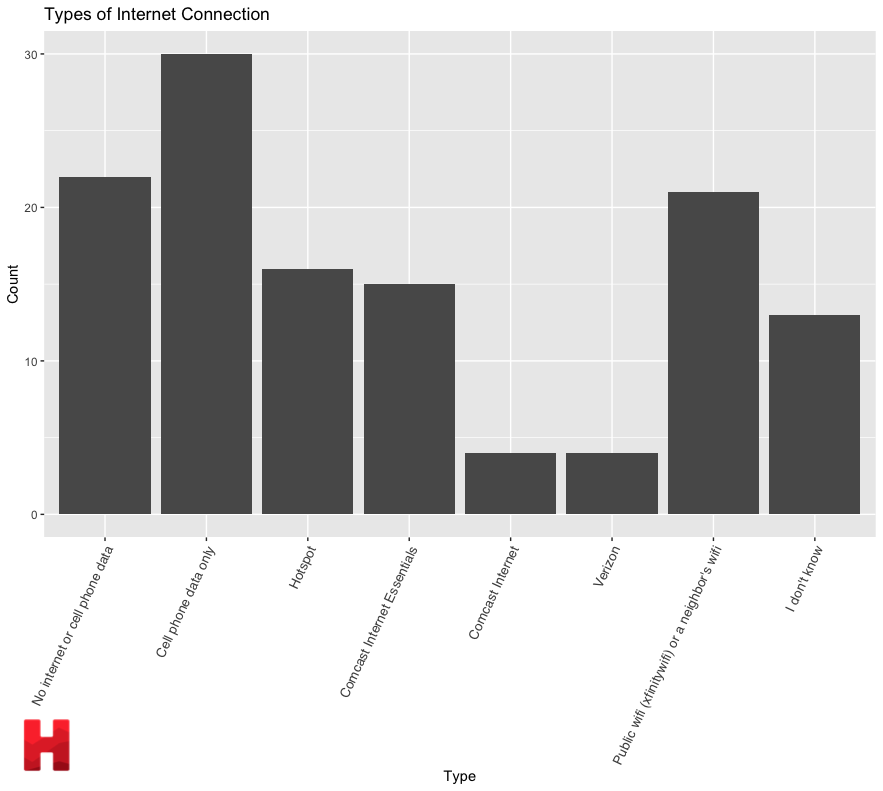 Types of Internet Connection
30
20
10
0
Count
No internet or cell phone data
Cell phone data only
Hotspot
Comcast Internet Essentials
Comcast Internet
Verizon
Public wifi (xfinitywifi) or a neighbor's wifi
I don't know
Type
H